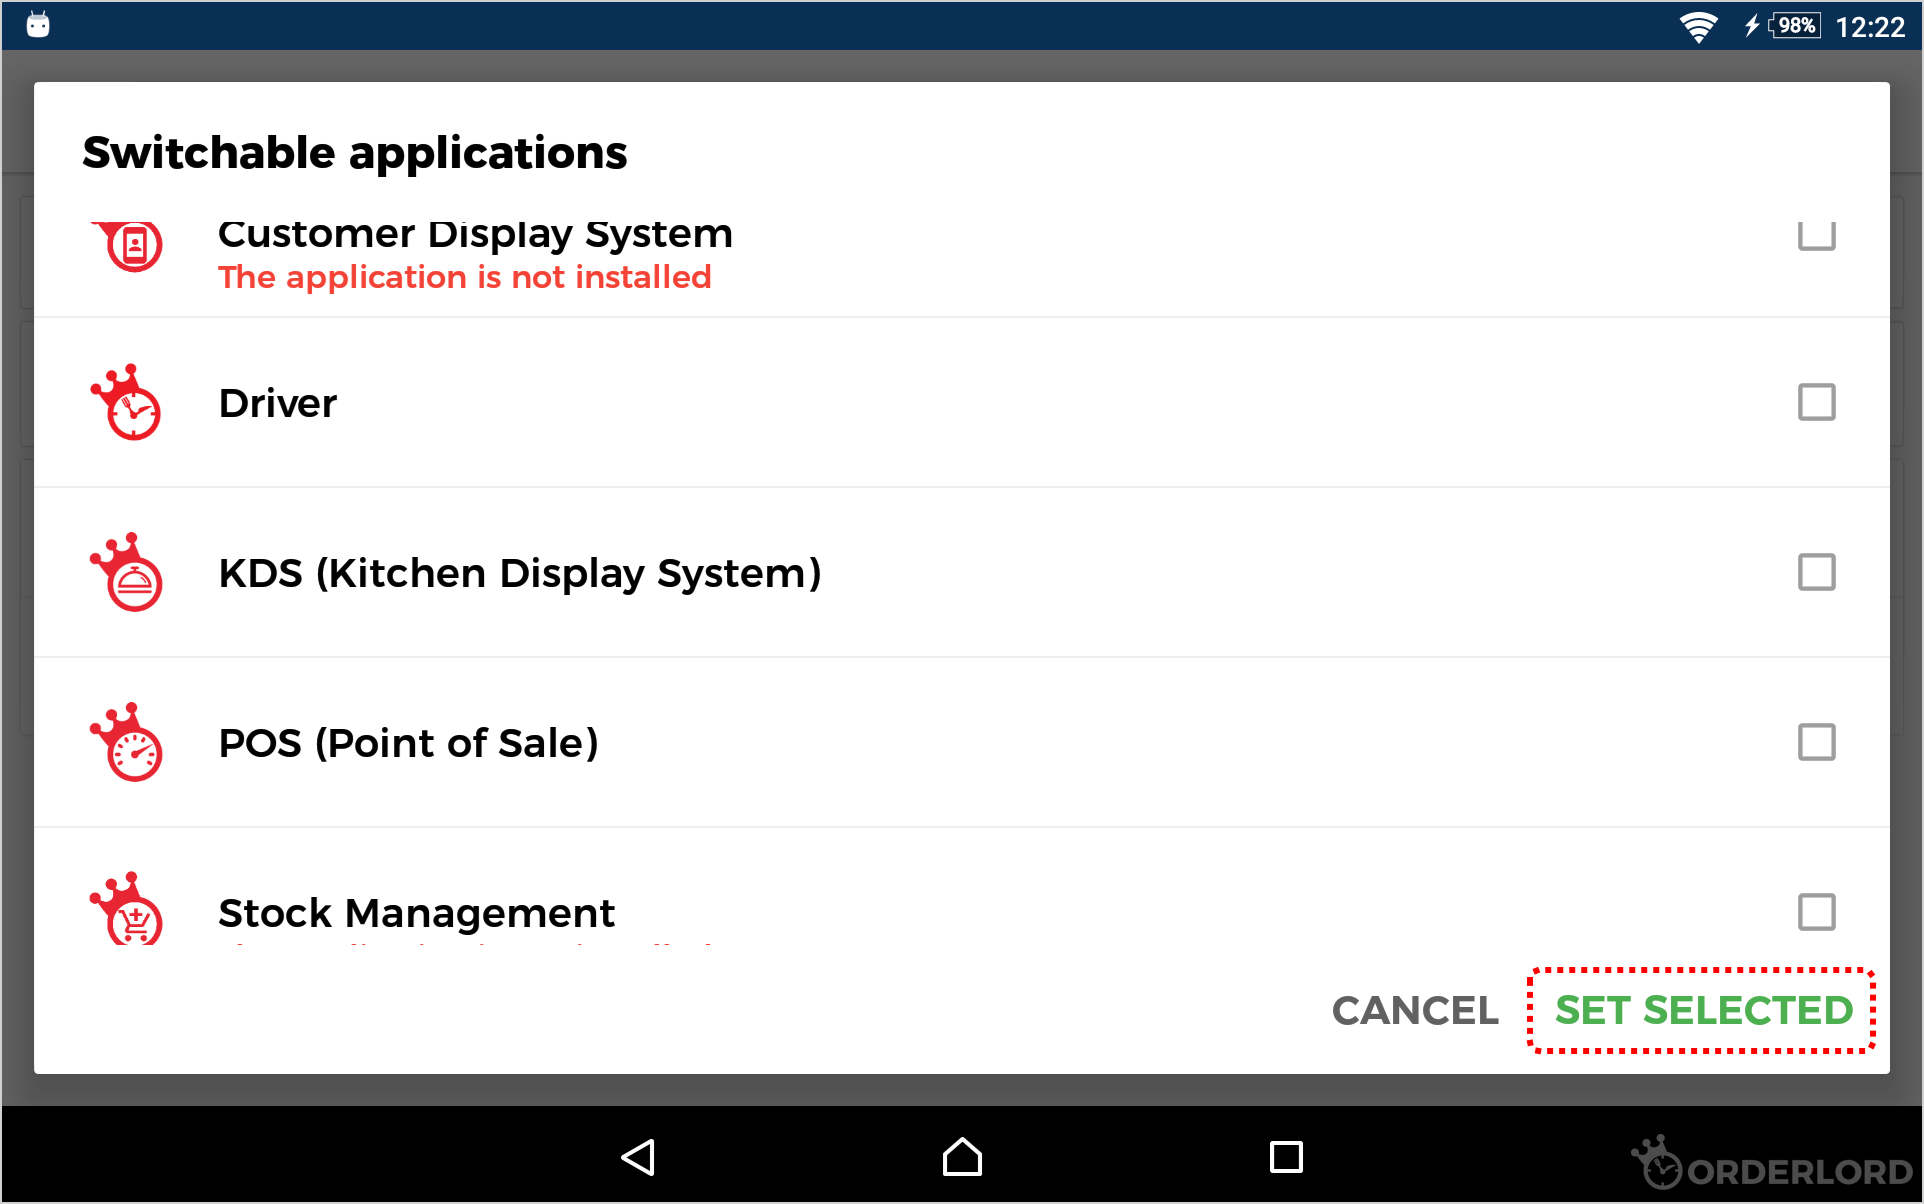 98% 12:22
Switchable applications
Customer Display System
The application is not installed
Driver
KDS (Kitchen Display System)
POS (Point of Sale)
Stock Management
CANCEL SET SELECTED
ORDERLORD